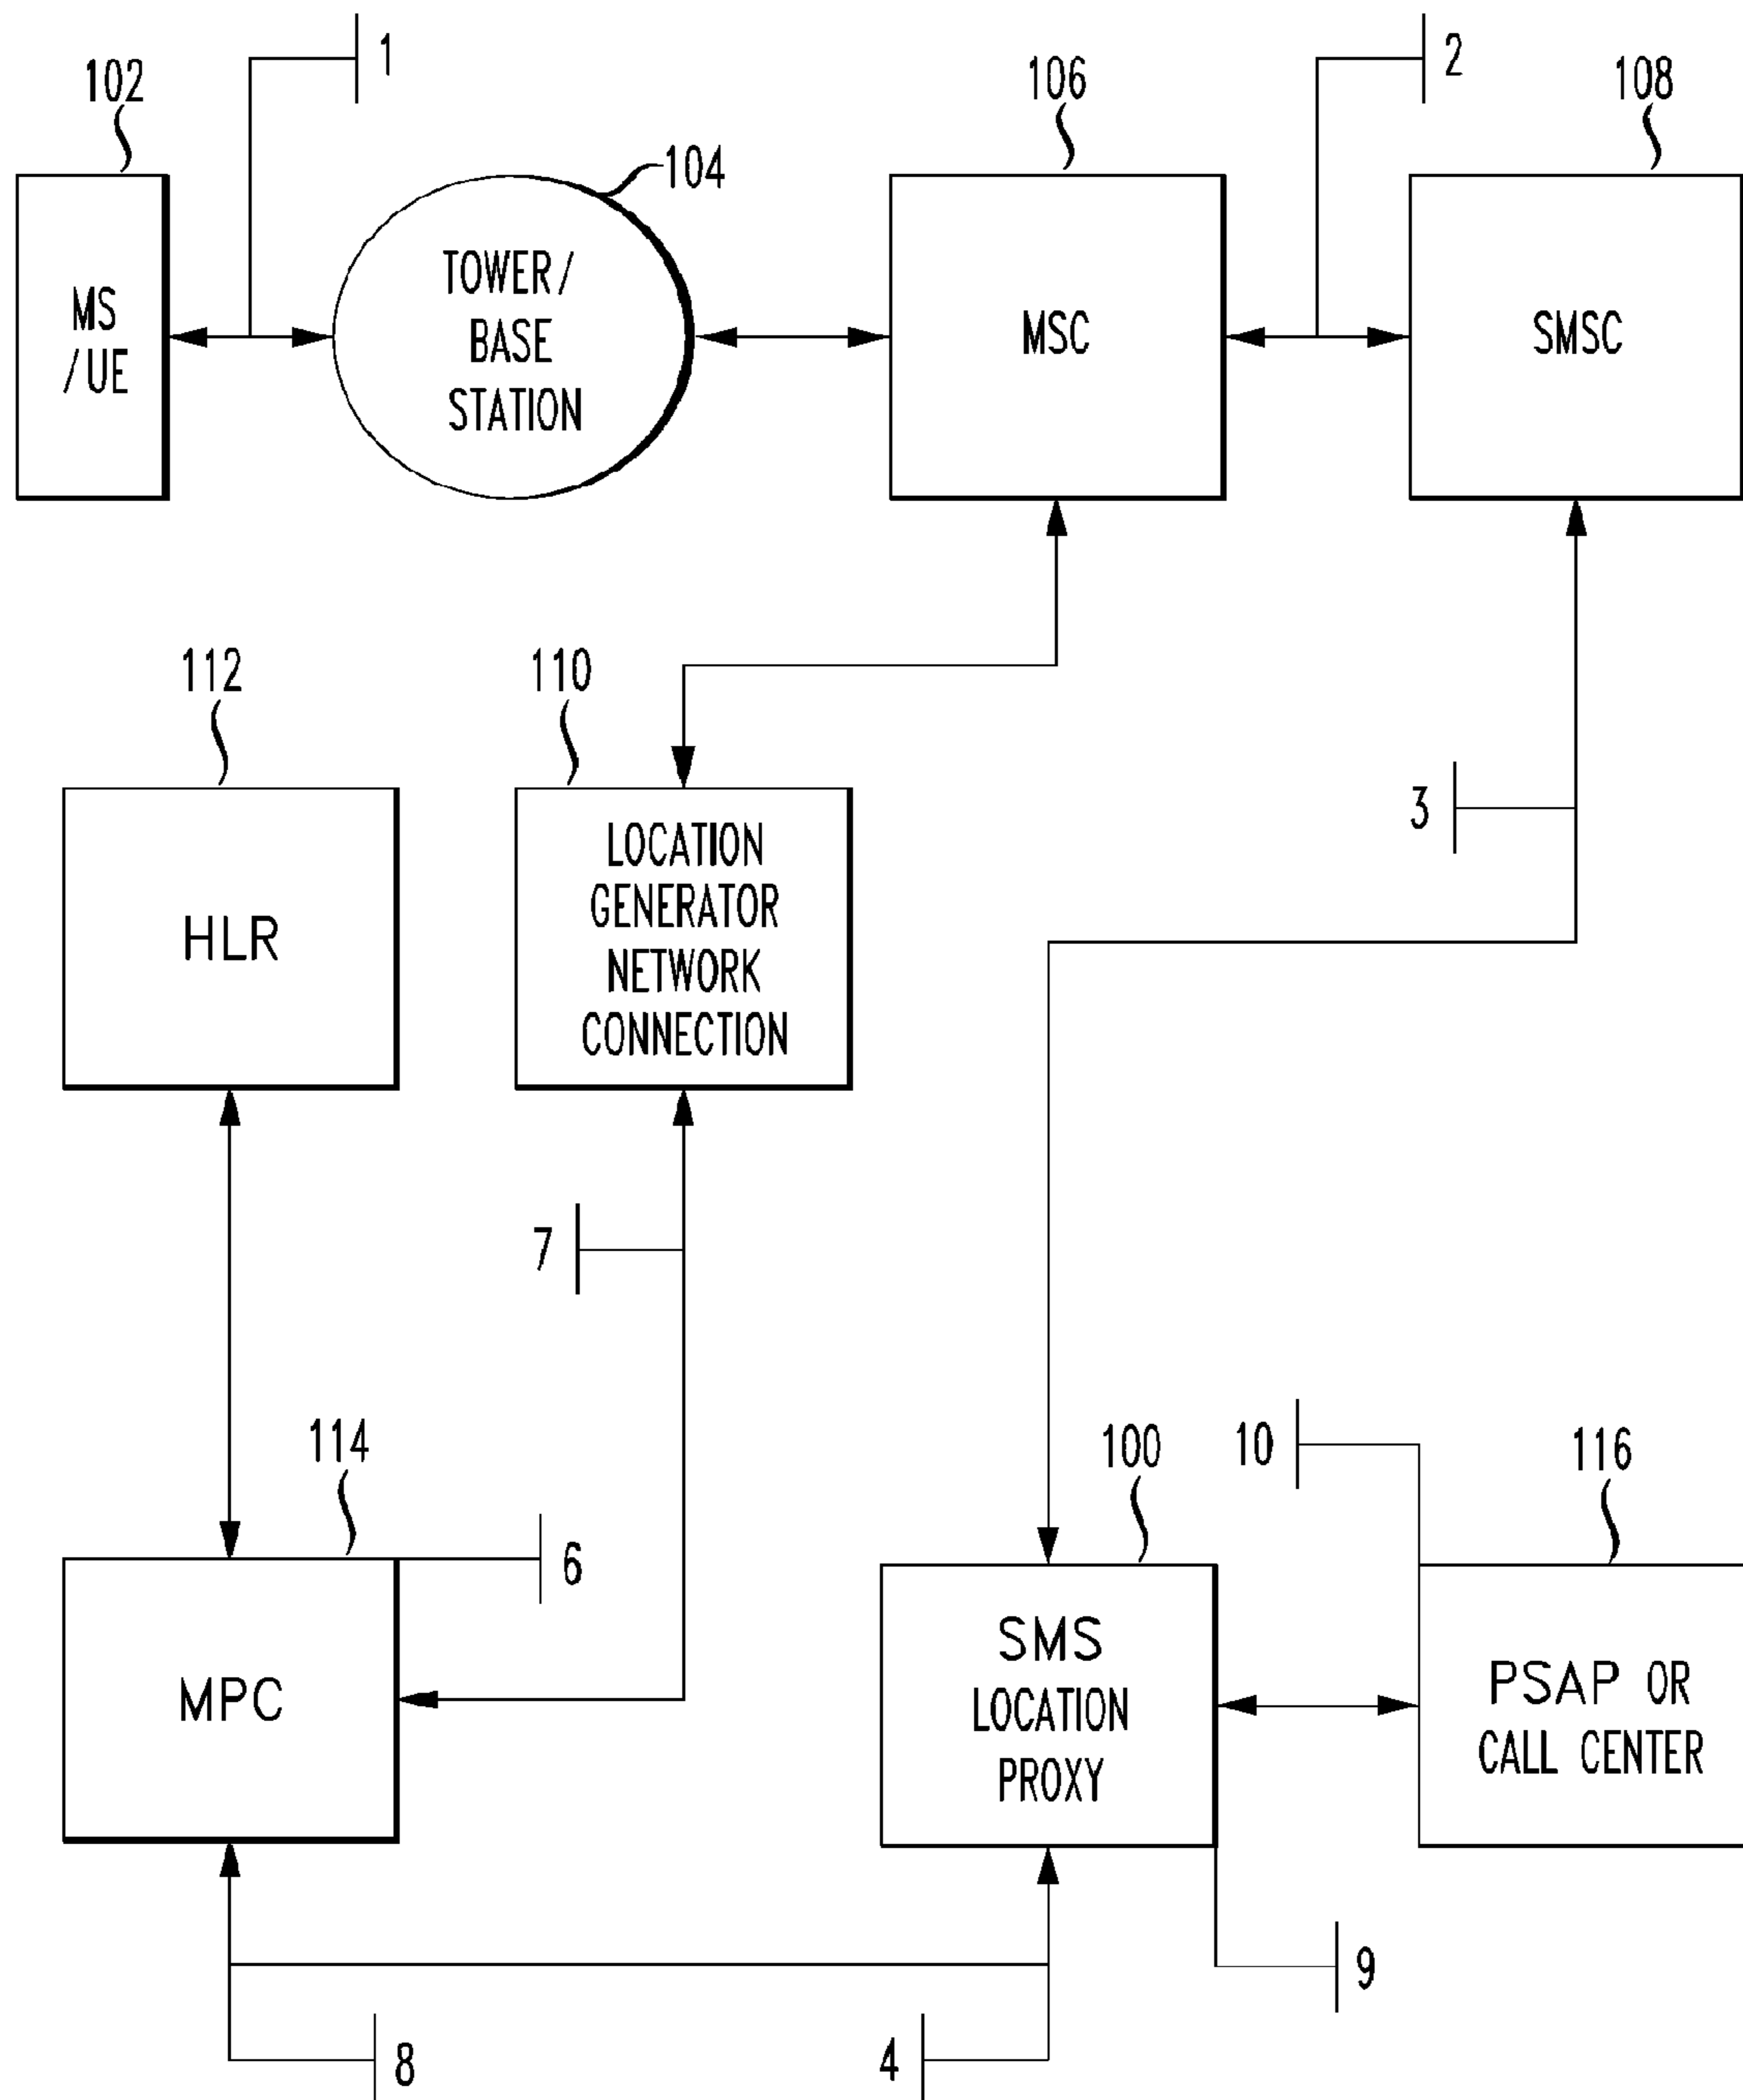 1
2
102
106
108
104
MS
/UE
TOWER/
BASE
STATION
MSC
SMSC
112
110
3
HLR
LOCATION
GENERATOR
NETWORK
CONNECTION
7
114
100
10
116
6
MPC
SMS
LOCATION
PROXY
PSAP OR
CALL CENTER
9
8
4